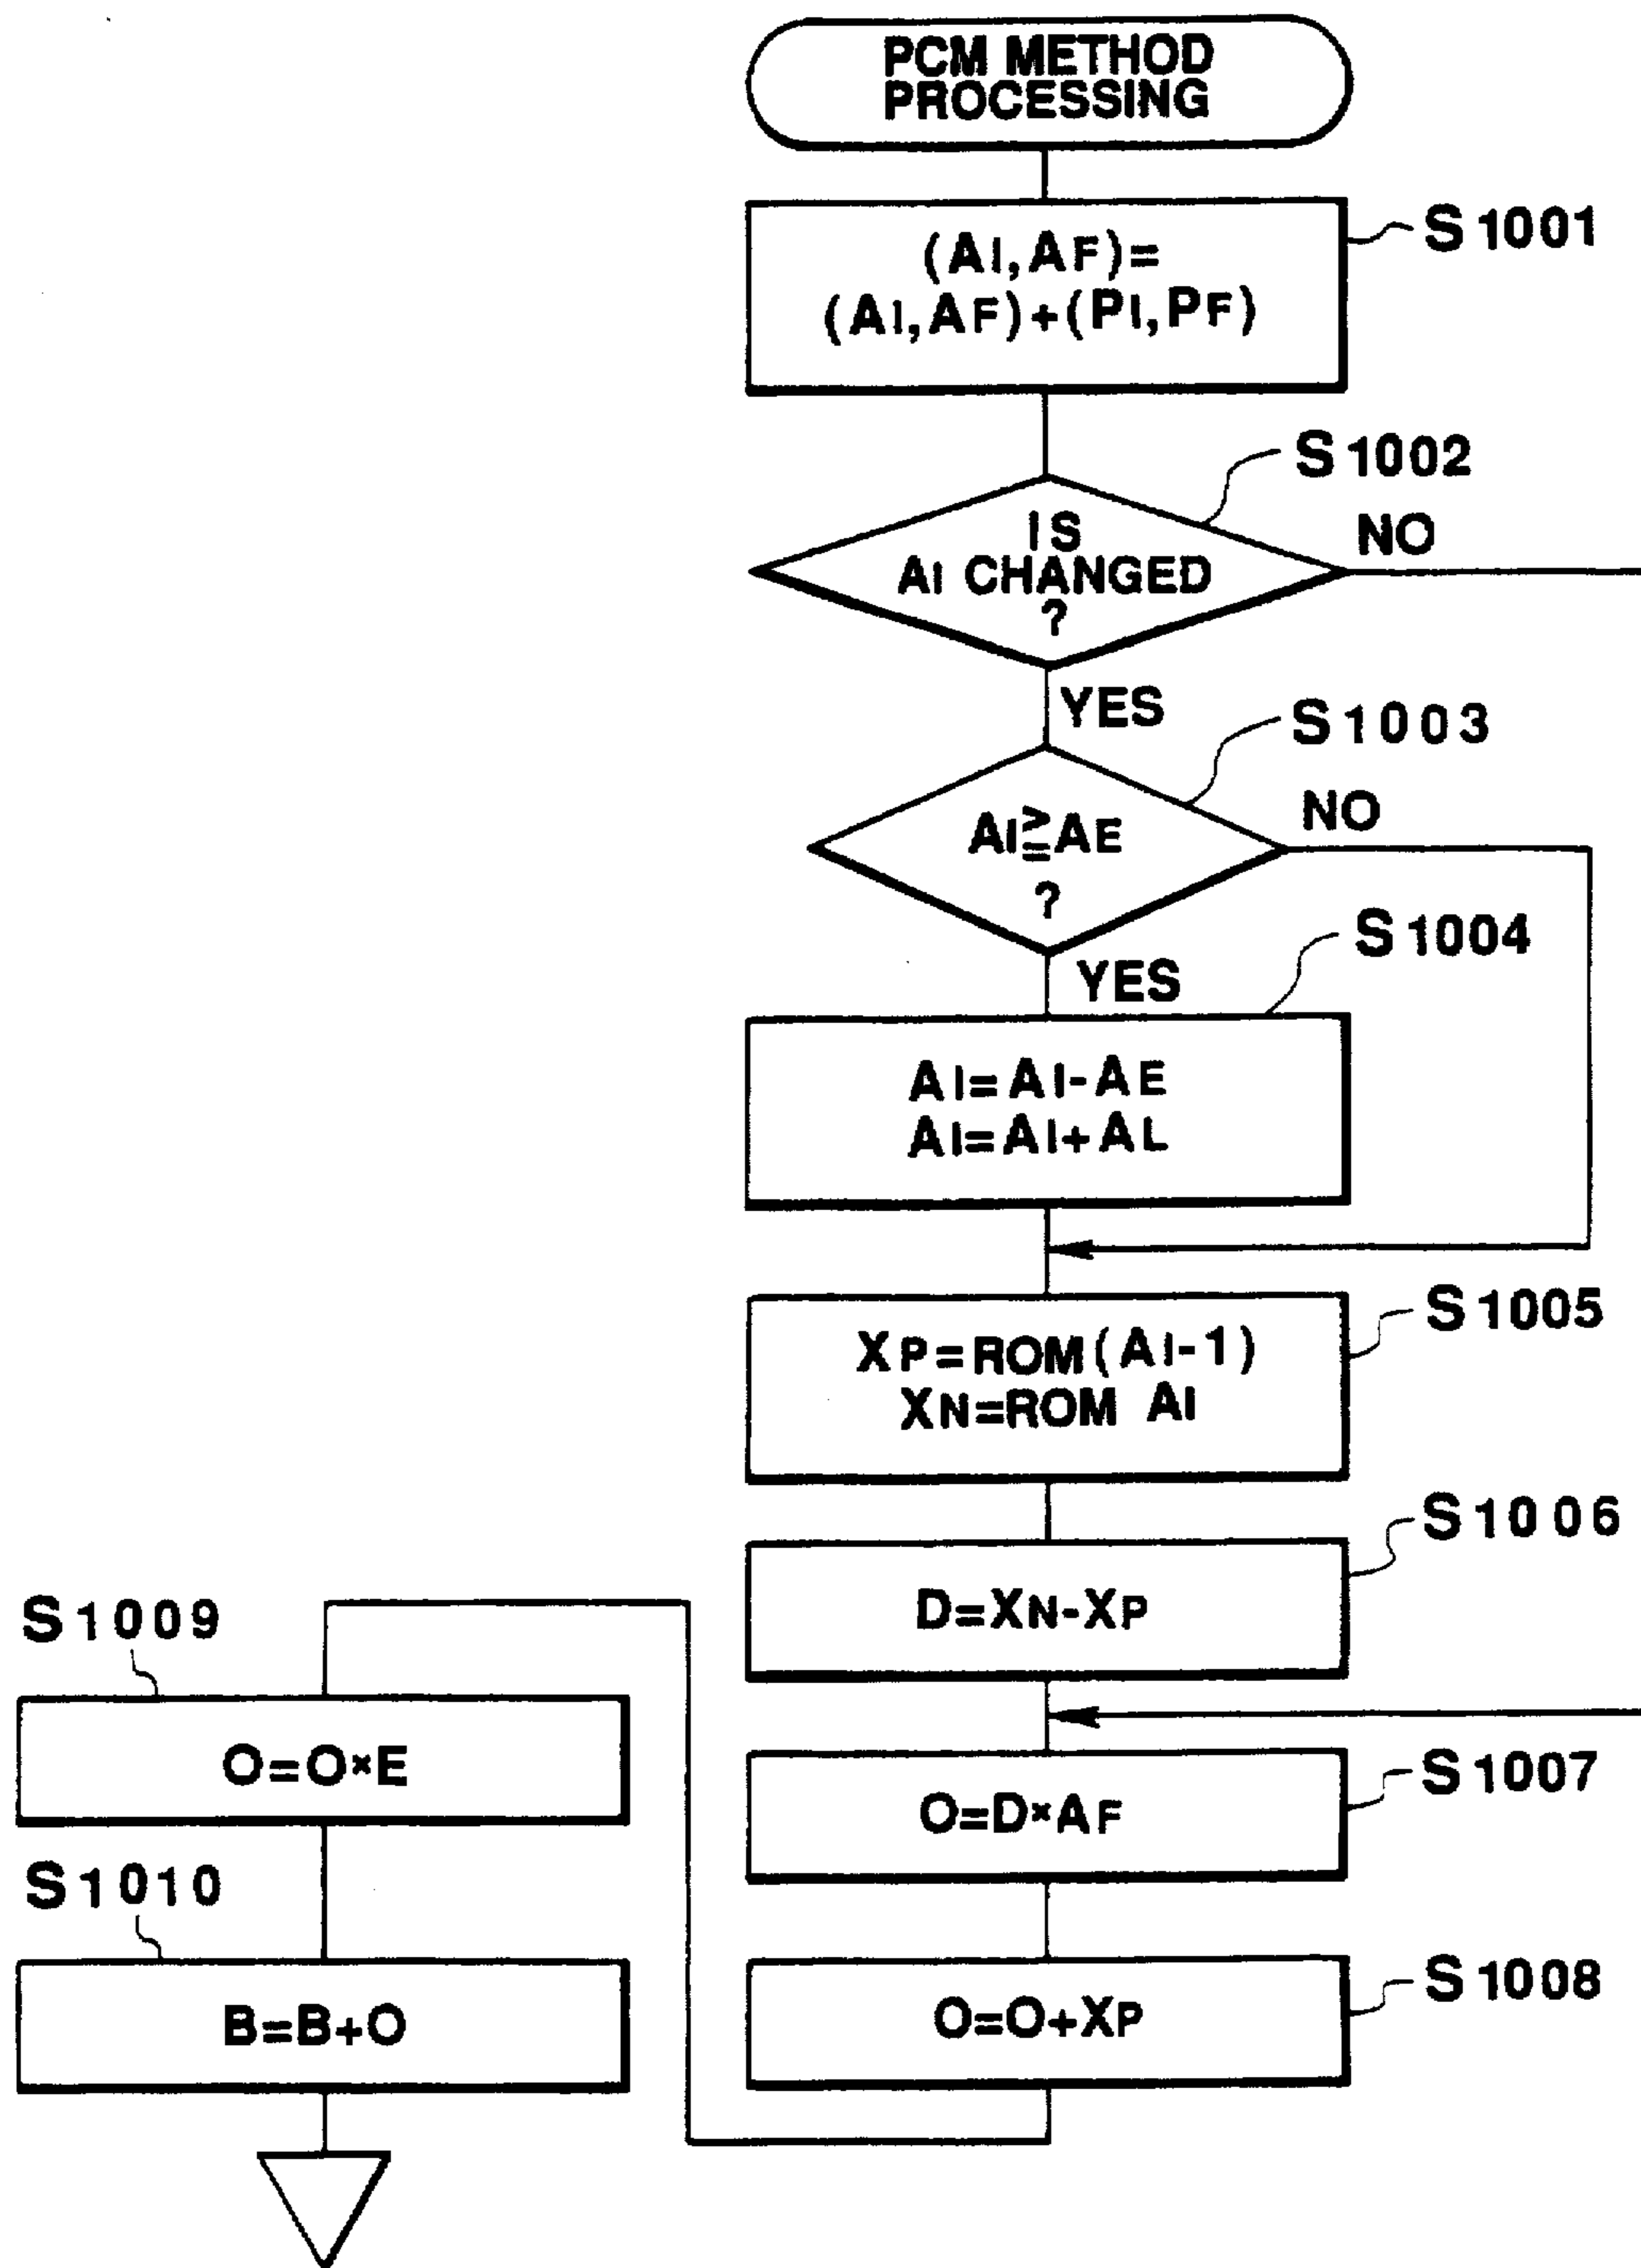 PCM METHOD
PROCESSING
S1001
(AI,AF)=
(AI,AF)+(PI,PF)
S1002
IS
AI CHANGED
?
NO
YES
S1003
AI≧AE
?
NO
YES
S1004
AI=AI-AE
AI=AI+AL
S1005
XP=ROM(AI-1)
XN=ROM AI
S1006
D=XN-XP
S1007
O=D×AF
S1008
O=O+XP
S1009
O=O×E
S1010
B=B+O